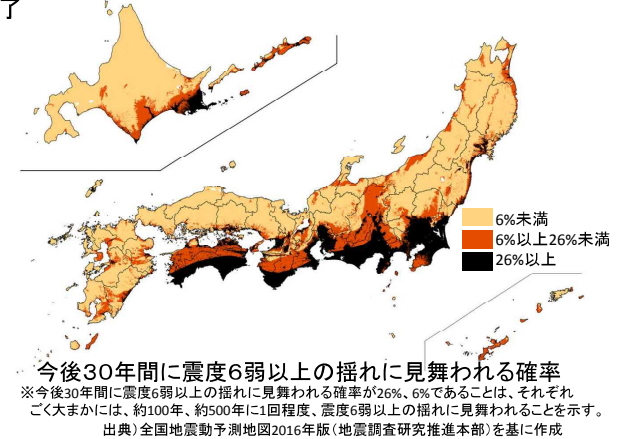 了
6%未満
6%以上26%未満
26%以上
今後30年間に震度6弱以上の揺れに見舞われる確率
※今後30年間に震度6弱以上の揺れに見舞われる確率が26%、6%であることは、それぞれ
ごく大まかには、約100年、約500年に1回程度、震度6弱以上の揺れに見舞われることを示す。
出典)全国地震動予測地図2016年版(地震調査研究推進本部)を基に作成